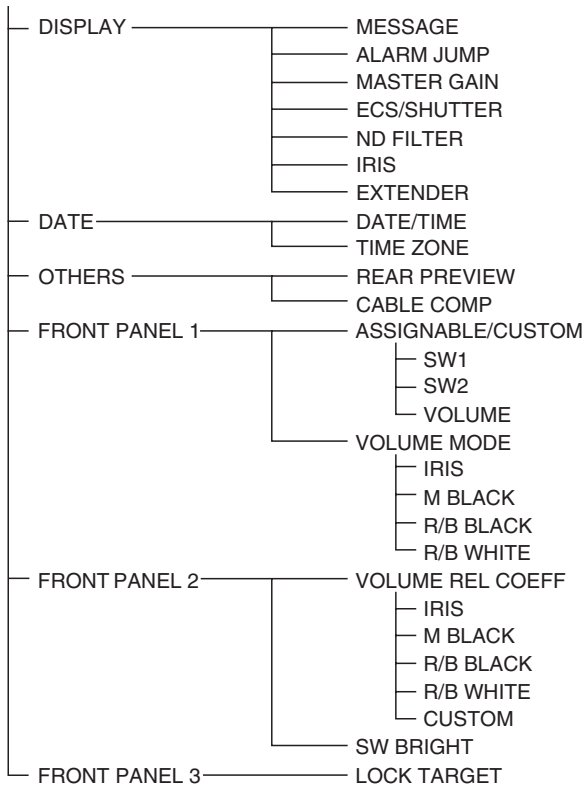 DISPLAY MESSAGE
ALARM JUMP
MASTER GAIN
ECS/SHUTTER
ND FILTER
IRIS
EXTENDER
DATE DATE/TIME
TIME ZONE
OTHERS REAR PREVIEW
CABLE COMP
FRONT PANEL 1 ASSIGNABLE/CUSTOM
SW1
SW2
VOLUME
VOLUME MODE
IRIS
M BLACK
R/B BLACK
R/B WHITE
FRONT PANEL 2 VOLUME REL COEFF
IRIS
M BLACK
R/B BLACK
R/B WHITE
CUSTOM
SW BRIGHT
FRONT PANEL 3 LOCK TARGET